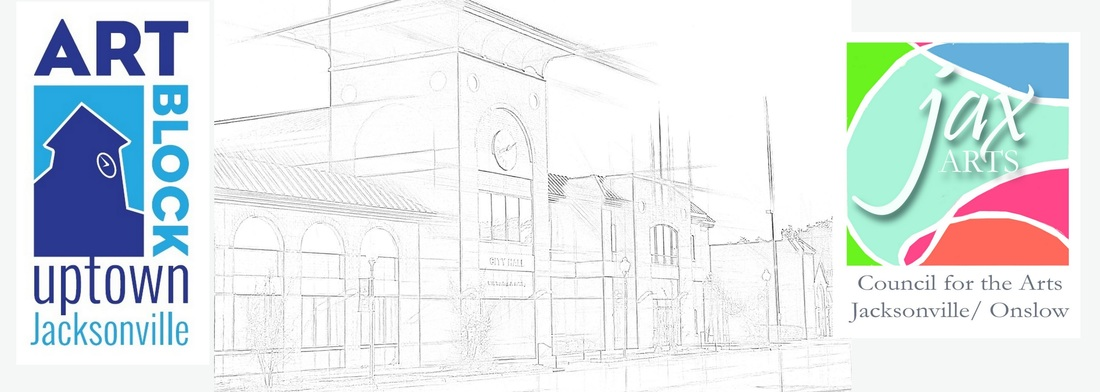 ART
BLOCK
uptown
Jacksonville
CITY HALL
jax
ARTS
Council for the Arts
Jacksonville/ Onslow